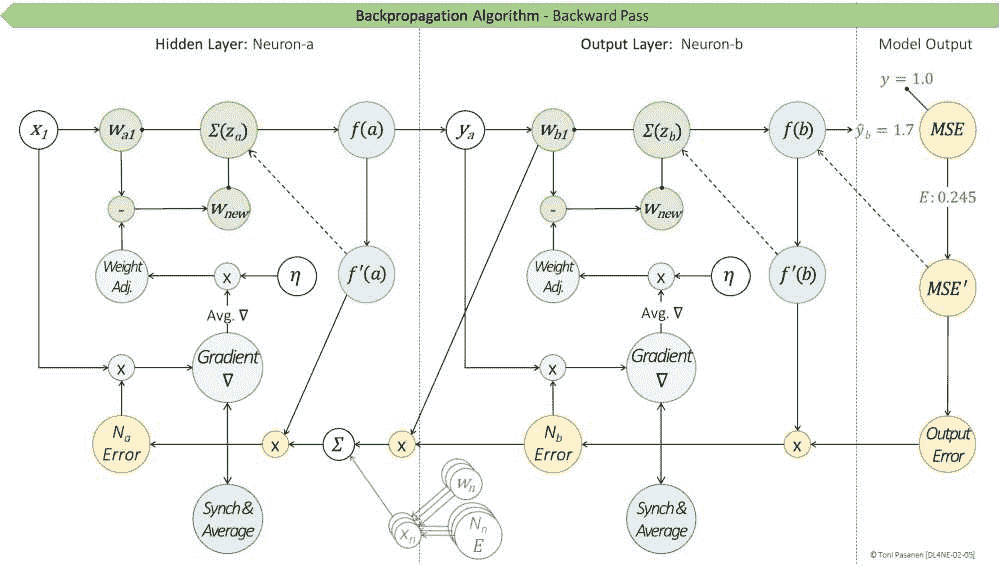 Backpropagation Algorithm - Backward Pass
Hidden Layer: Neuron-a
Output Layer: Neuron-b
Model Output
y = 1.0
x1
Wa1
Σ(za)
f(a)
ya
Wb1
Σ(zb)
f(b)
ŷb = 1.7
MSE
-
Wnew
-
Wnew
E: 0.245
Weight
Adj.
x
η
f'(a)
Weight
Adj.
x
η
f'(b)
MSE'
Avg. ∇
Avg. ∇
x
Gradient
∇
x
Gradient
∇
Na
Error
x
Σ
x
Nb
Error
x
Output
Error
Wn
Xn
Nn
E
Synch &
Average
Synch &
Average
© Toni Pasanen [DL4NE-02-05]